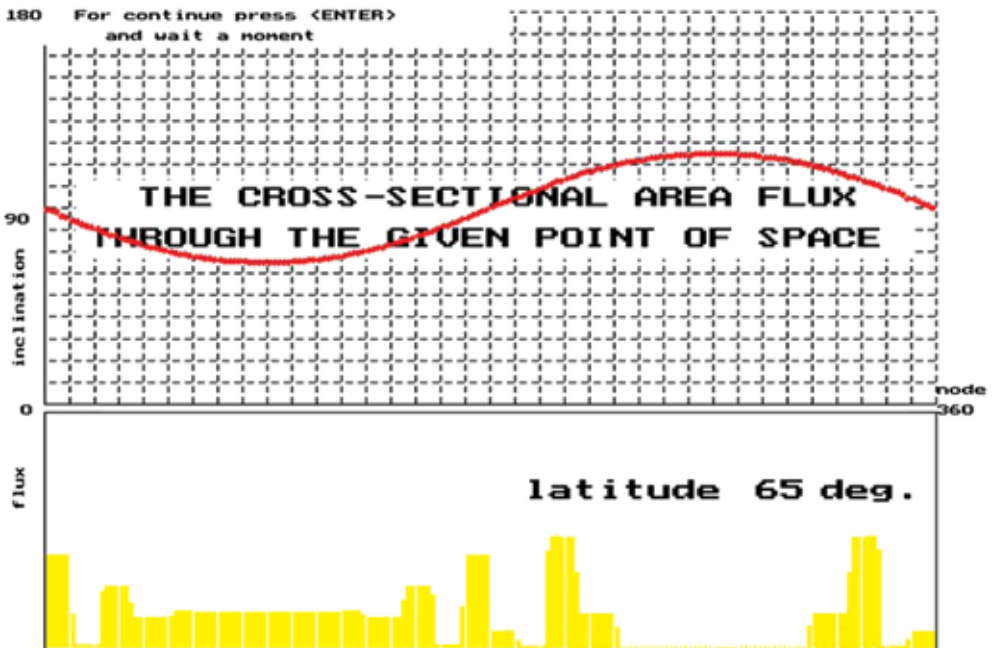 180 For continue press <ENTER>
and wait a moment
THE CROSS-SECTIONAL AREA FLUX
90
THROUGH THE GIVEN POINT OF SPACE
inclination
node
0
360
flux
latitude 65 deg.